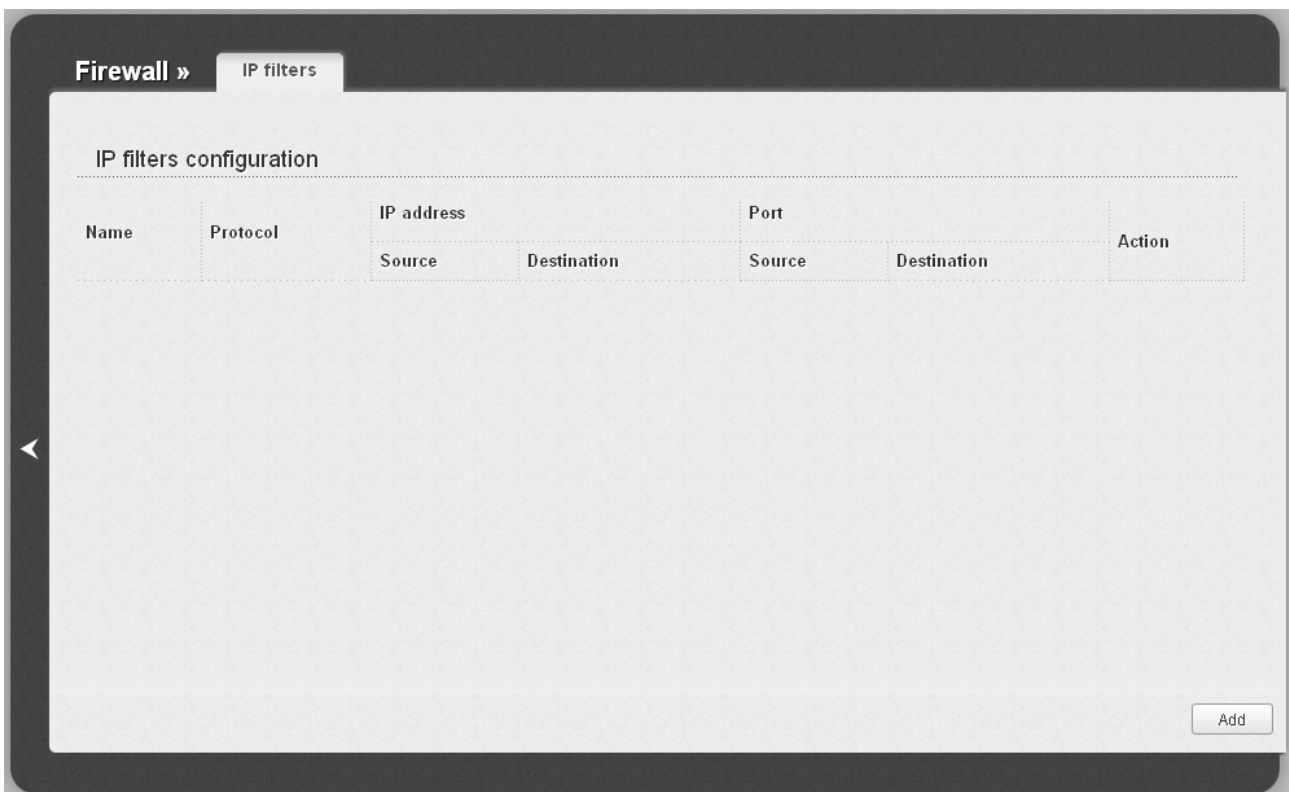 Firewall » IP filters
IP filters configuration
Name Protocol IP address Port Action
Source Destination Source Destination
Add